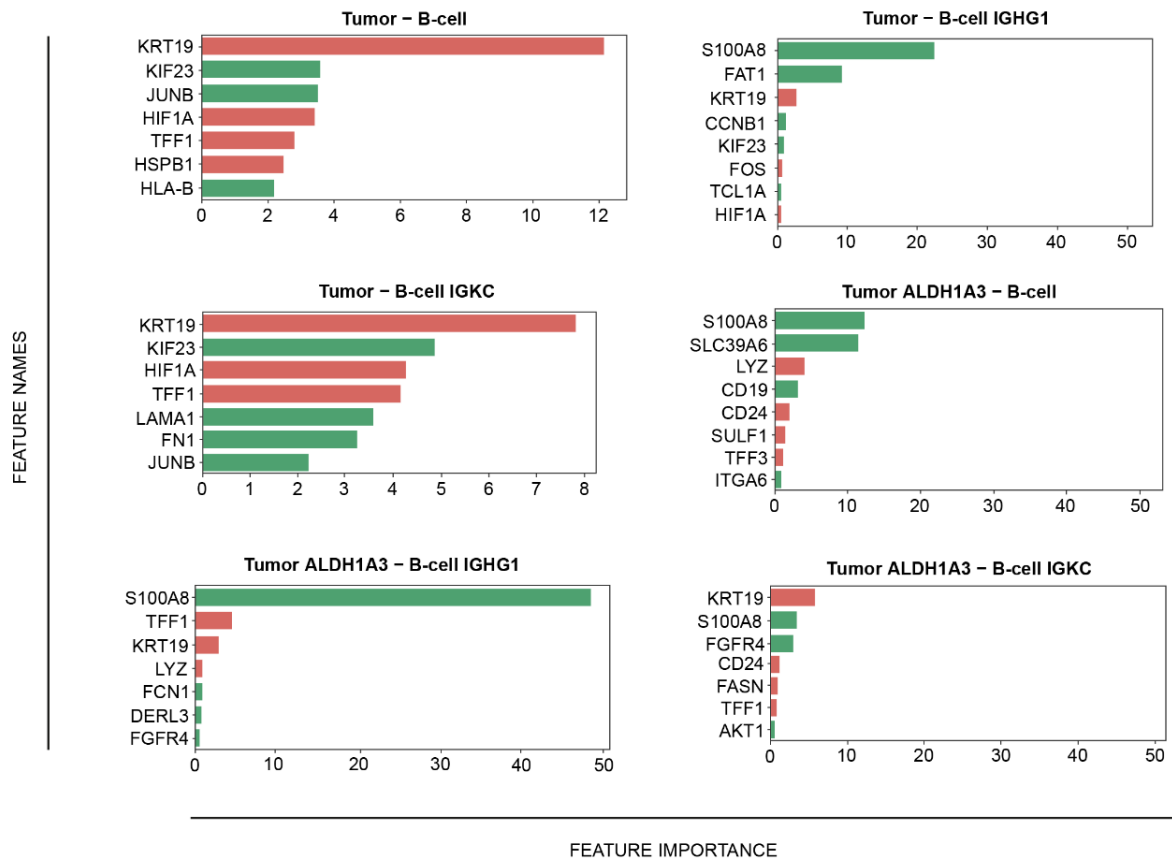 Tumor – B-cell
KRT19
KIF23
JUNB
HIF1A
TFF1
HSPB1
HLA-B
0 2 4 6 8 10 12
Tumor – B-cell IGHG1
S100A8
FAT1
KRT19
CCNB1
KIF23
FOS
TCL1A
HIF1A
0 10 20 30 40 50
Tumor – B-cell IGKC
KRT19
KIF23
HIF1A
TFF1
LAMA1
FN1
JUNB
0 1 2 3 4 5 6 7 8
Tumor ALDH1A3 – B-cell
S100A8
SLC39A6
LYZ
CD19
CD24
SULF1
TFF3
ITGA6
0 10 20 30 40 50
Tumor ALDH1A3 – B-cell IGHG1
S100A8
TFF1
KRT19
LYZ
FCN1
DERL3
FGFR4
0 10 20 30 40 50
Tumor ALDH1A3 – B-cell IGKC
KRT19
S100A8
FGFR4
CD24
FASN
TFF1
AKT1
0 10 20 30 40 50
FEATURE NAMES
FEATURE IMPORTANCE